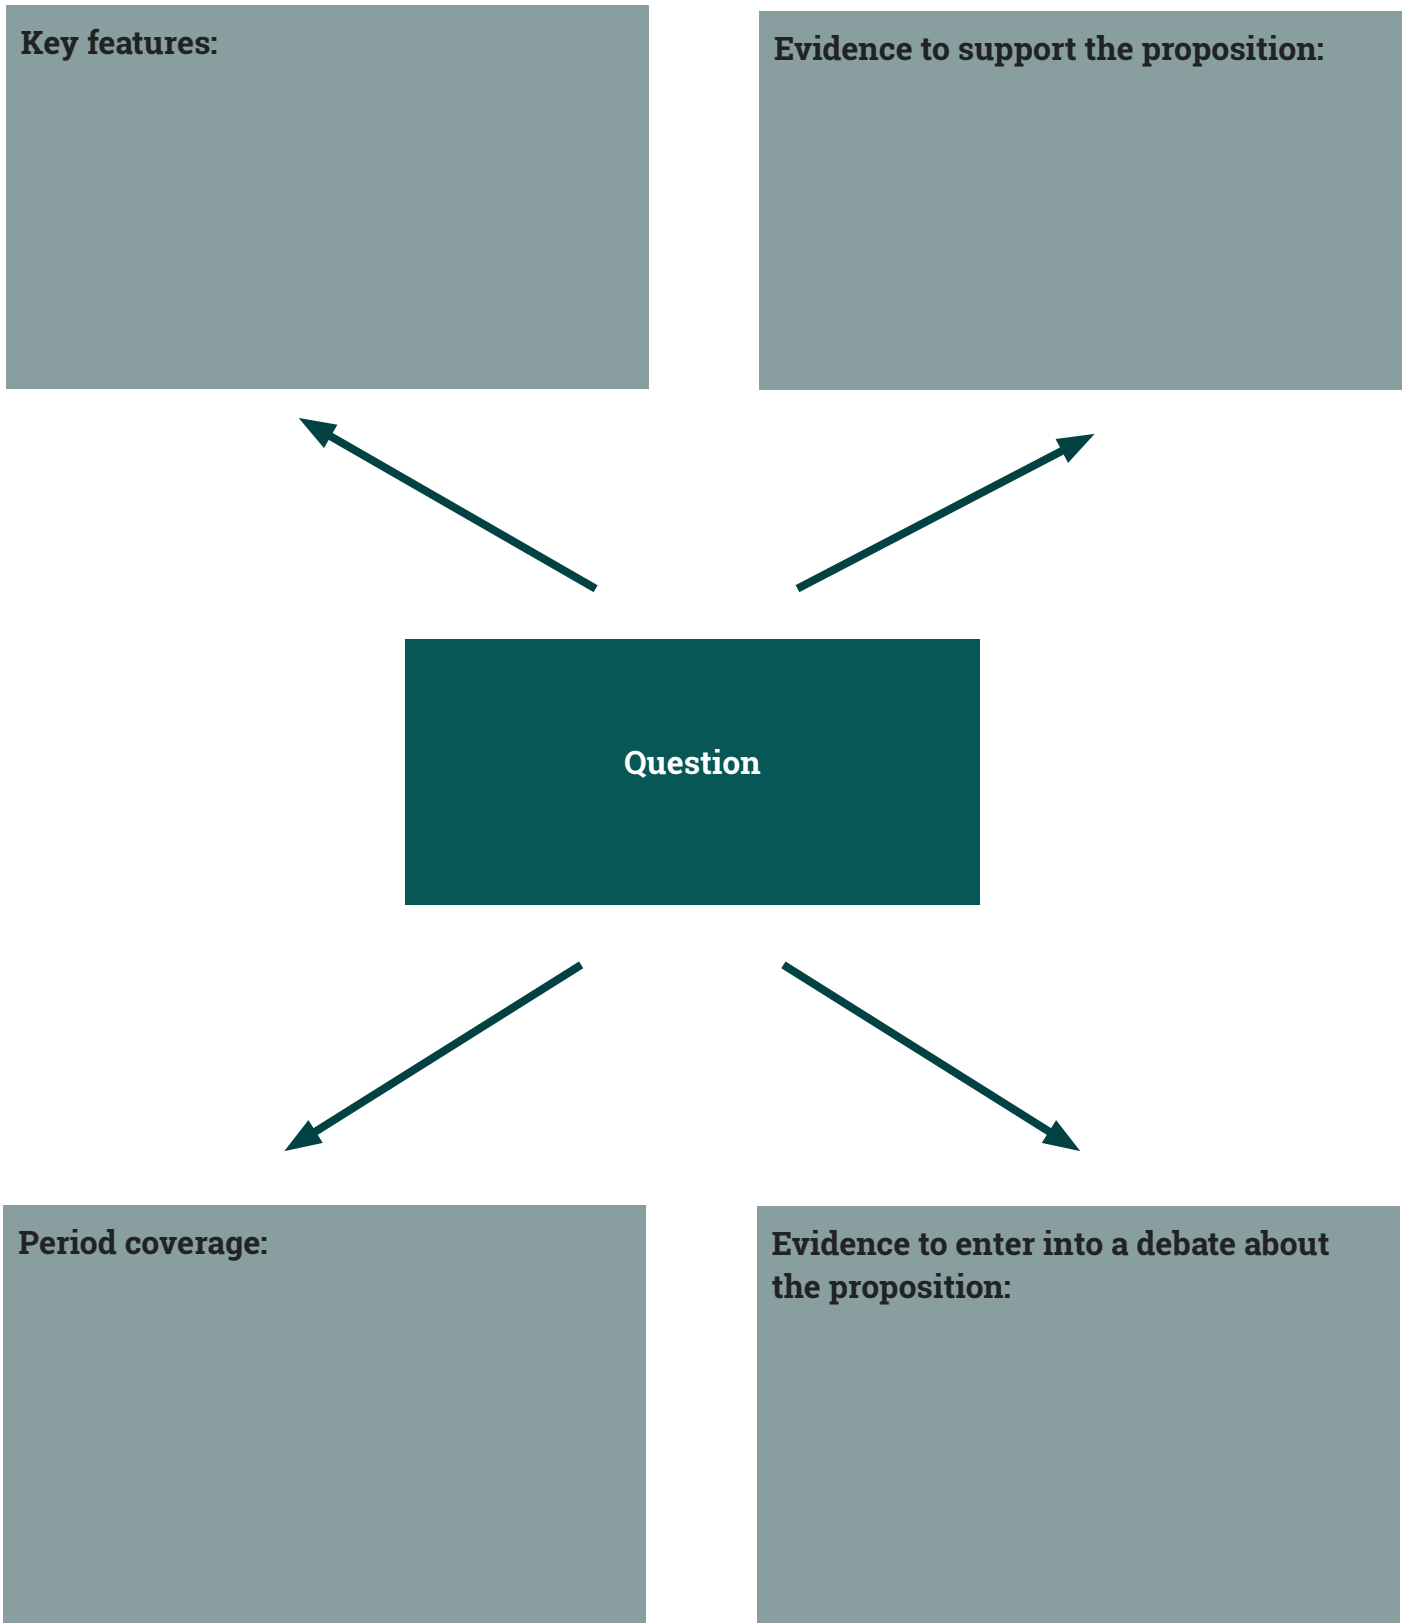 Key features:
Evidence to support the proposition:
Question
Period coverage:
Evidence to enter into a debate about
the proposition: